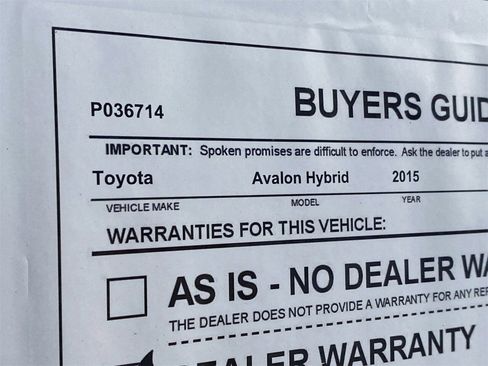 P036714
BUYERS GUID
IMPORTANT: Spoken promises are difficult to enforce. Ask the dealer to put a
Toyota Avalon Hybrid 2015
VEHICLE MAKE MODEL YEAR
WARRANTIES FOR THIS VEHICLE:
AS IS - NO DEALER WA
THE DEALER DOES NOT PROVIDE A WARRANTY FOR ANY REP
DEALER WARRANTY